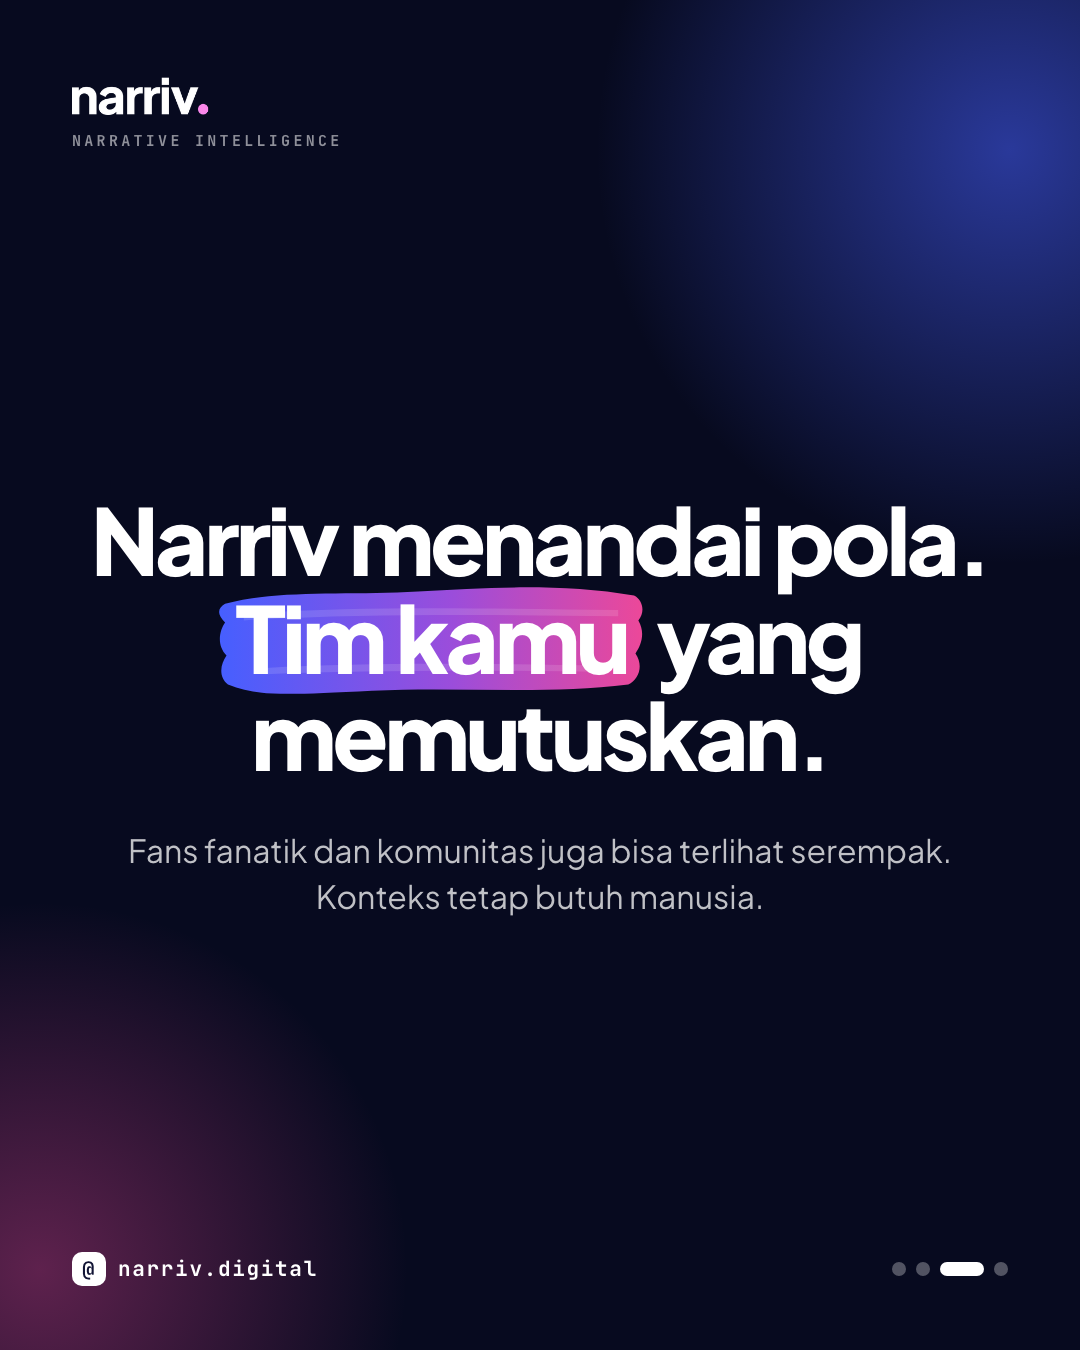 narriv.
NARRATIVE INTELLIGENCE
Narriv menandai pola.
Tim kamu yang
memutuskan.
Fans fanatik dan komunitas juga bisa terlihat serempak.
Konteks tetap butuh manusia.
@ narriv.digital